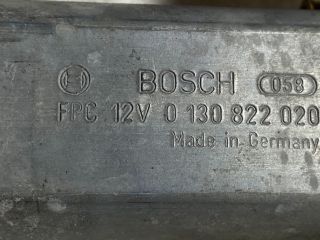 BOSCH 058
FPC 12V 0 130 822 020
Made in Germany